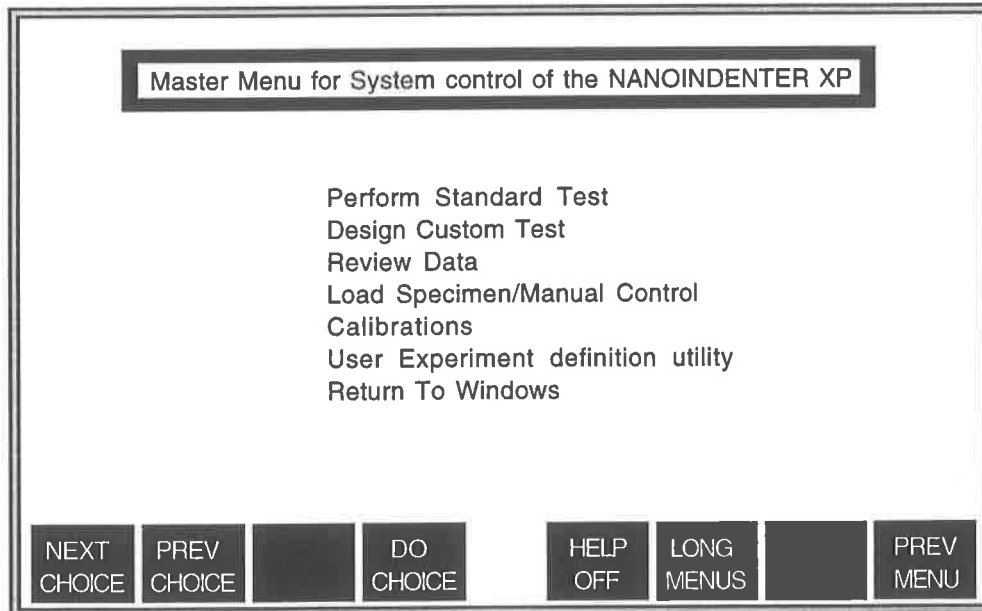 Master Menu for System control of the NANOINDENTER XP
Perform Standard Test
Design Custom Test
Review Data
Load Specimen/Manual Control
Calibrations
User Experiment definition utility
Return To Windows
NEXT PREV DO HELP LONG PREV
CHOICE CHOICE CHOICE OFF MENUS MENU